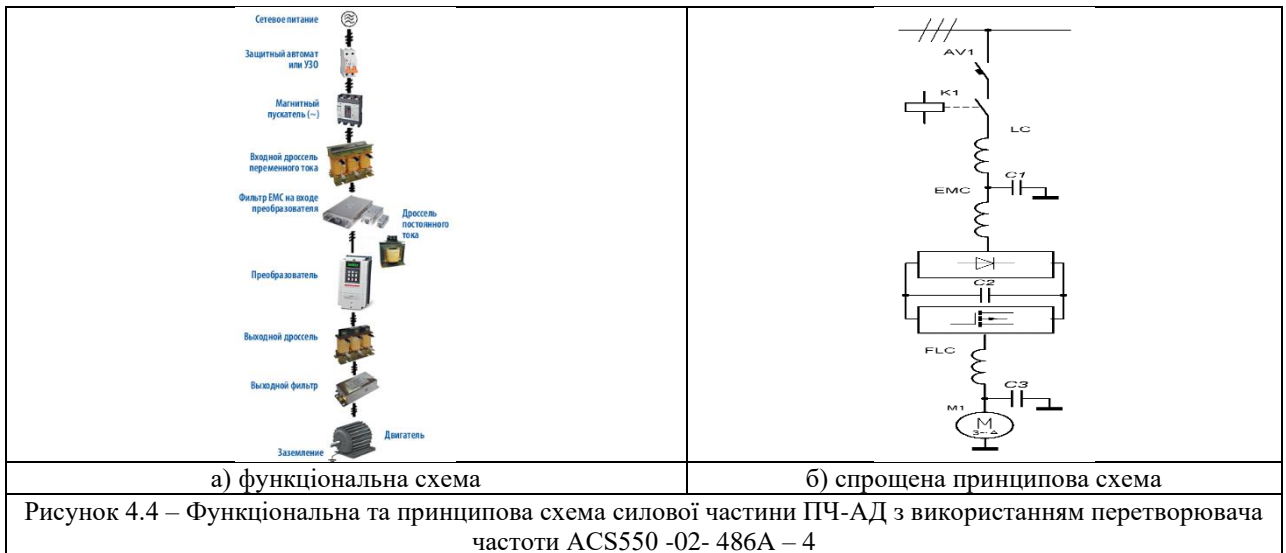 Сетевое питание
Защитный автомат
или УЗО
Магнитный
пускатель (~)
Входной дроссель
переменного тока
Фильтр ЕМС на входе
преобразователя
Дроссель
постоянного
тока
Преобразователь
Выходной дроссель
Выходной фильтр
Двигатель
Заземление
AV1
K1
LC
C1
EMC
C2
FLC
C3
M1
M
3~ Δ
а) функціональна схема
б) спрощена принципова схема
Рисунок 4.4 – Функціональна та принципова схема силової частини ПЧ-АД з використанням перетворювача
частоти ACS550 -02- 486A – 4